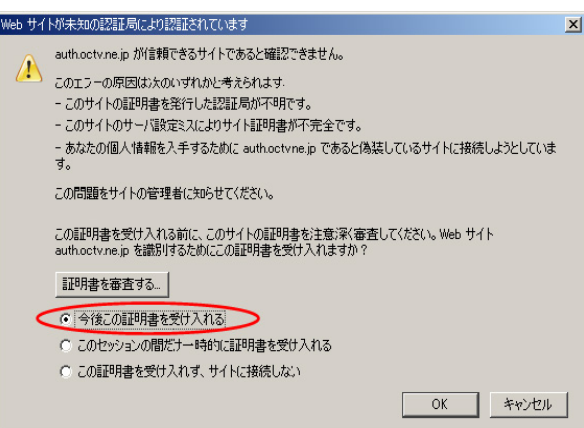 Web サイトが未知の認証局により認証されています
auth.octv.ne.jp が信頼できるサイトであると確認できません。
このエラーの原因は次のいずれかと考えられます:
- このサイトの証明書を発行した認証局が不明です。
- このサイトのサーバ設定ミスによりサイト証明書が不完全です。
- あなたの個人情報を入手するために auth.octv.ne.jp であると偽装しているサイトに接続しようとしていま
す。
この問題をサイトの管理者に知らせてください。
この証明書を受け入れる前に、このサイトの証明書を注意深く審査してください。Web サイト
auth.octv.ne.jp を識別するためにこの証明書を受け入れますか？
証明書を審査する...
今後この証明書を受け入れる
このセッションの間だけ一時的に証明書を受け入れる
この証明書を受け入れず、サイトに接続しない
OK キャンセル